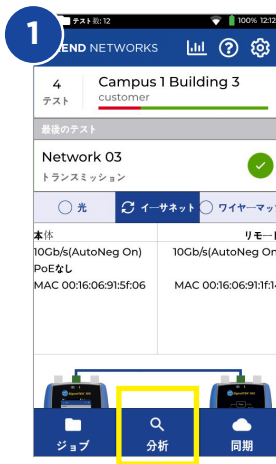 1
テスト数: 12
100% 12:12
END NETWORKS
4
テスト
Campus 1 Building 3
customer
最後のテスト
Network 03
トランスミッション
光
イーサネット
ワイヤーマッ
本体
リモート
10Gb/s(AutoNeg On)
10Gb/s(AutoNeg On
PoEなし
MAC 00:16:06:91:5f:06
MAC 00:16:06:91:1f:14
ジョブ
分析
同期